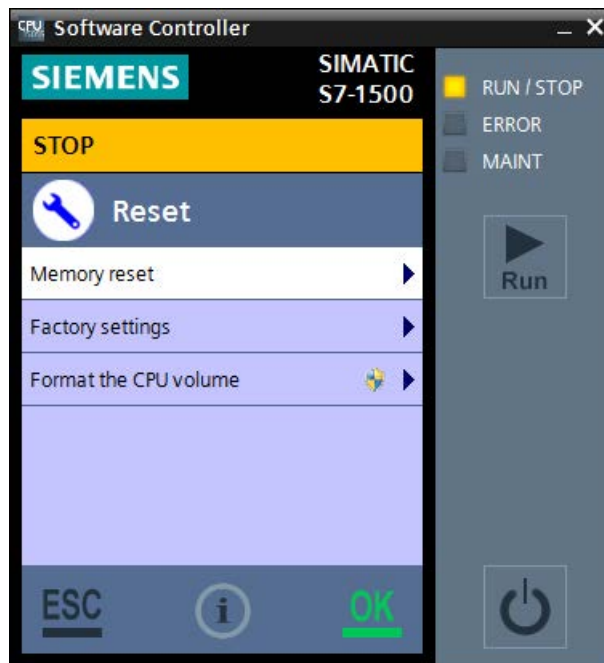 CPU Software Controller
SIEMENS
SIMATIC
S7-1500
STOP
Reset
Memory reset
Factory settings
Format the CPU volume
ESC
i
OK
RUN / STOP
ERROR
MAINT
Run